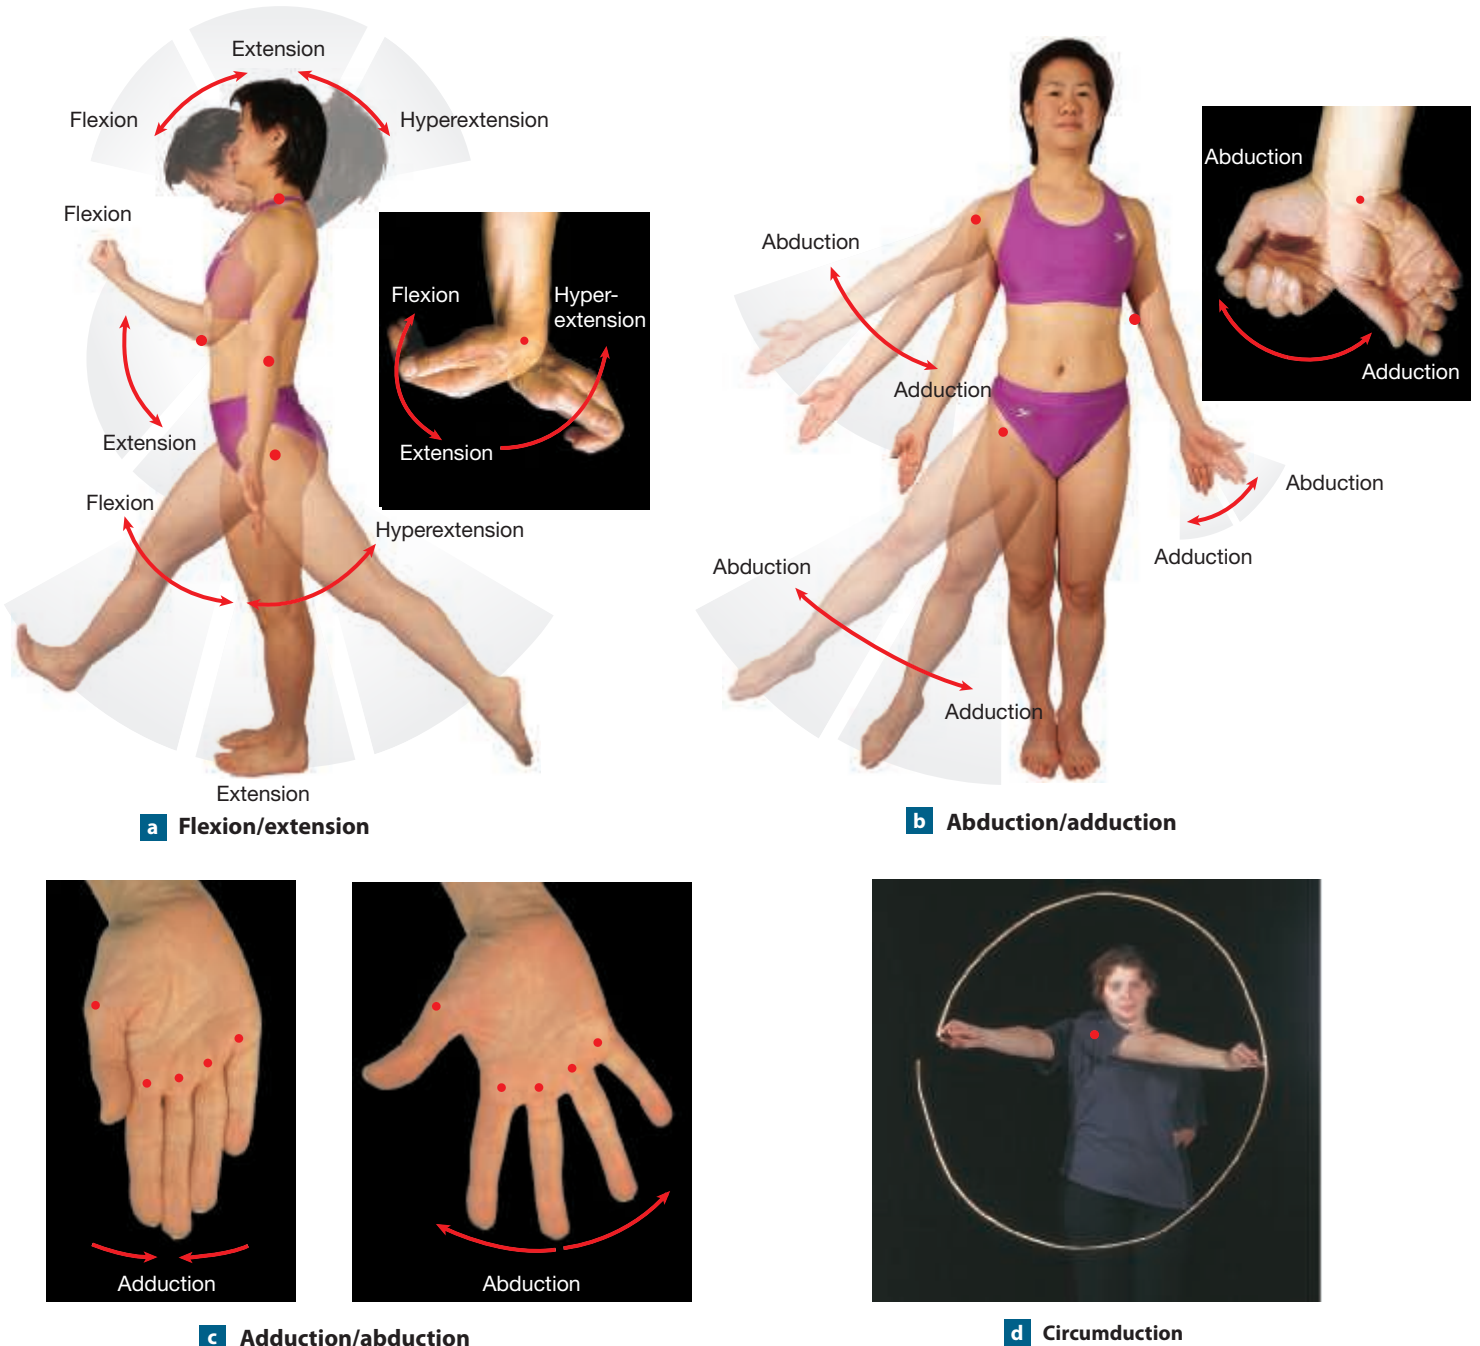 Extension
Flexion
Hyperextension
Flexion
Flexion
Hyper-
extension
Extension
Extension
Flexion
Hyperextension
Extension
a Flexion/extension
Abduction
Adduction
Abduction
Adduction
Abduction
Adduction
Abduction
Adduction
b Abduction/adduction
Adduction
Abduction
c Adduction/abduction
d Circumduction